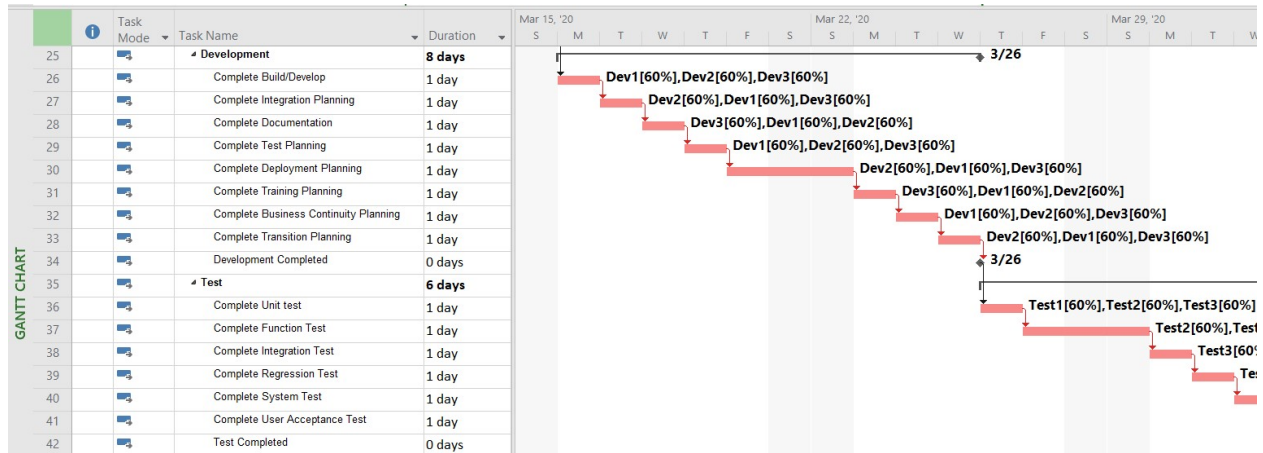 Mar 15, '20 Mar 22, '20 Mar 29, '20
Task Mode Task Name Duration S M T W T F S S M T W T F S S M T W
25 Development 8 days 3/26
26 Complete Build/Develop 1 day Dev1[60%],Dev2[60%],Dev3[60%]
27 Complete Integration Planning 1 day Dev2[60%],Dev1[60%],Dev3[60%]
28 Complete Documentation 1 day Dev3[60%],Dev1[60%],Dev2[60%]
29 Complete Test Planning 1 day Dev1[60%],Dev2[60%],Dev3[60%]
30 Complete Deployment Planning 1 day Dev2[60%],Dev1[60%],Dev3[60%]
31 Complete Training Planning 1 day Dev3[60%],Dev1[60%],Dev2[60%]
32 Complete Business Continuity Planning 1 day Dev1[60%],Dev2[60%],Dev3[60%]
33 Complete Transition Planning 1 day Dev2[60%],Dev1[60%],Dev3[60%]
34 Development Completed 0 days 3/26
35 Test 6 days
36 Complete Unit test 1 day Test1[60%],Test2[60%],Test3[60%]
37 Complete Function Test 1 day Test2[60%],Test
38 Complete Integration Test 1 day Test3[60%
39 Complete Regression Test 1 day Te
40 Complete System Test 1 day
41 Complete User Acceptance Test 1 day
42 Test Completed 0 days
GANTT CHART